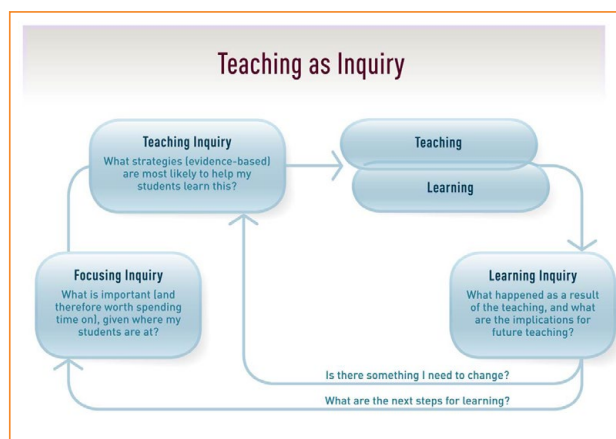 Teaching as Inquiry
Teaching Inquiry
What strategies (evidence-based)
are most likely to help my
students learn this?
Teaching
Learning
Focusing Inquiry
What is important (and
therefore worth spending
time on), given where my
students are at?
Learning Inquiry
What happened as a result
of the teaching, and what
are the implications for
future teaching?
Is there something I need to change?
What are the next steps for learning?